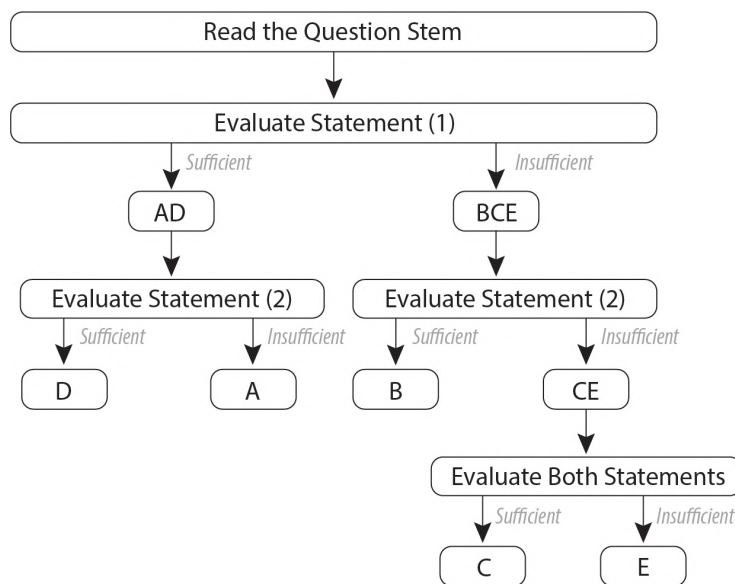 Read the Question Stem
Evaluate Statement (1)
Sufficient
Insufficient
AD
BCE
Evaluate Statement (2)
Evaluate Statement (2)
Sufficient
Insufficient
Sufficient
Insufficient
D
A
B
CE
Evaluate Both Statements
Sufficient
Insufficient
C
E